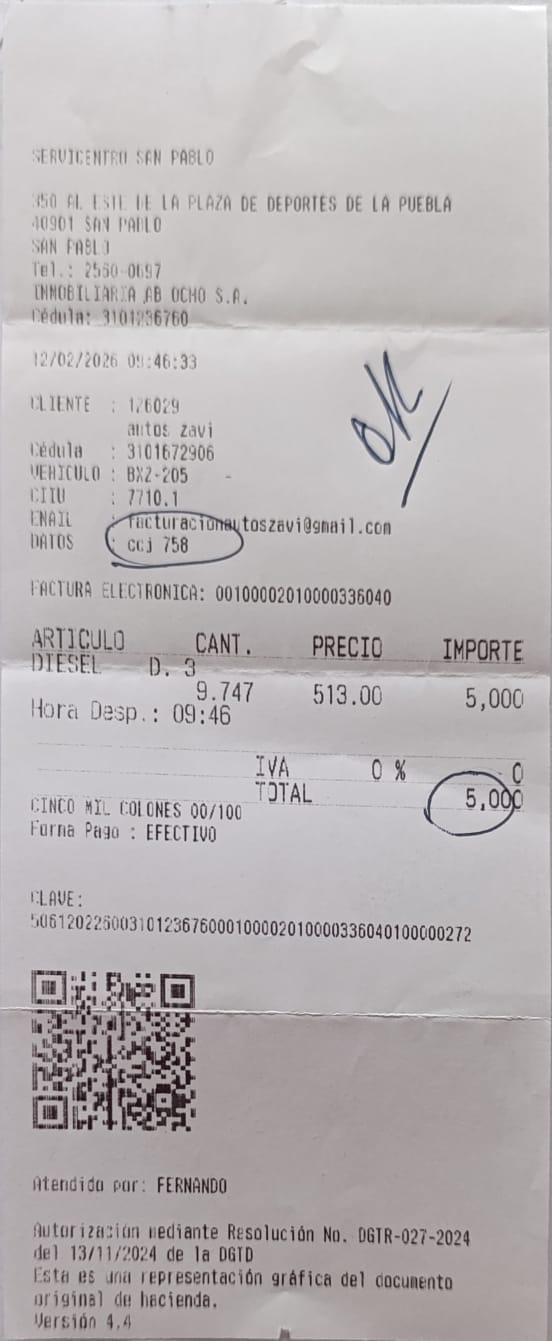 SERVICENTRO SAN PABLO
350 AL ESTE DE LA PLAZA DE DEPORTES DE LA PUEBLA
40901 SAN PABLO
SAN PABLO
Tel.: 2560-0697
INMOBILIARIA AB OCHO S.A.
Cédula: 3101236760
12/02/2026 09:46:33
CLIENTE : 126029
autos zavi
Cédula : 3101672906
VEHICULO : BXZ-205 -
CIIU : 7710.1
EMAIL : facturacionautoszavi@gmail.com
DATOS : ccj 758
OK
FACTURA ELECTRONICA: 00100002010000336040
ARTICULO CANT. PRECIO IMPORTE
DIESEL D. 3
9.747 513.00 5,000
Hora Desp.: 09:46
IVA 0 % 0
TOTAL 5,000
CINCO MIL COLONES 00/100
Forma Pago : EFECTIVO
CLAVE:
50612022600310123676000100002010000336040100000272
Atendido por: FERNANDO
Autorización mediante Resolución No. DGTR-027-2024
del 13/11/2024 de la DGTD
Esta es una representación gráfica del documento
original de hacienda.
Versión 4.4